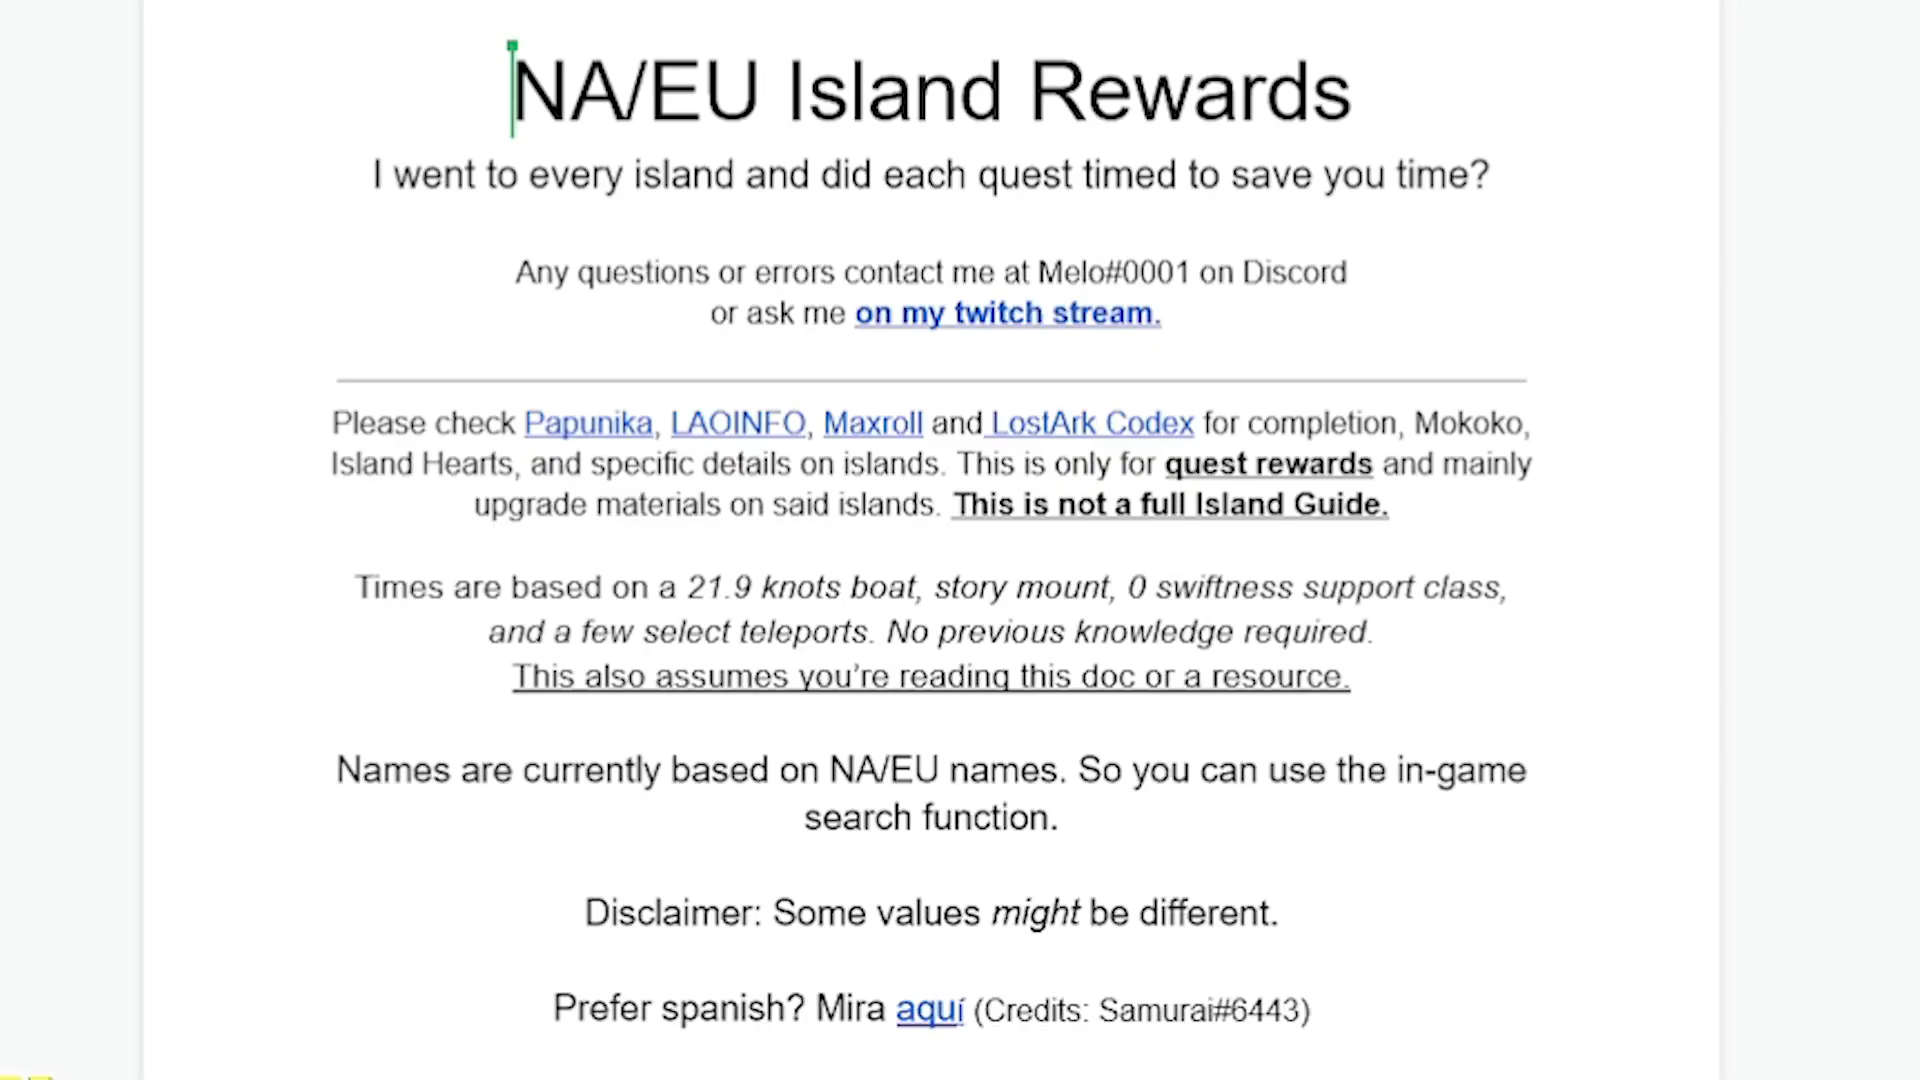 NA/EU Island Rewards
I went to every island and did each quest timed to save you time?
Any questions or errors contact me at Melo#0001 on Discord
or ask me on my twitch stream.
Please check Papunika, LAOINFO, Maxroll and LostArk Codex for completion, Mokoko,
Island Hearts, and specific details on islands. This is only for quest rewards and mainly
upgrade materials on said islands. This is not a full Island Guide.
Times are based on a 21.9 knots boat, story mount, 0 swiftness support class,
and a few select teleports. No previous knowledge required.
This also assumes you're reading this doc or a resource.
Names are currently based on NA/EU names. So you can use the in-game
search function.
Disclaimer: Some values might be different.
Prefer spanish? Mira aquí (Credits: Samurai#6443)